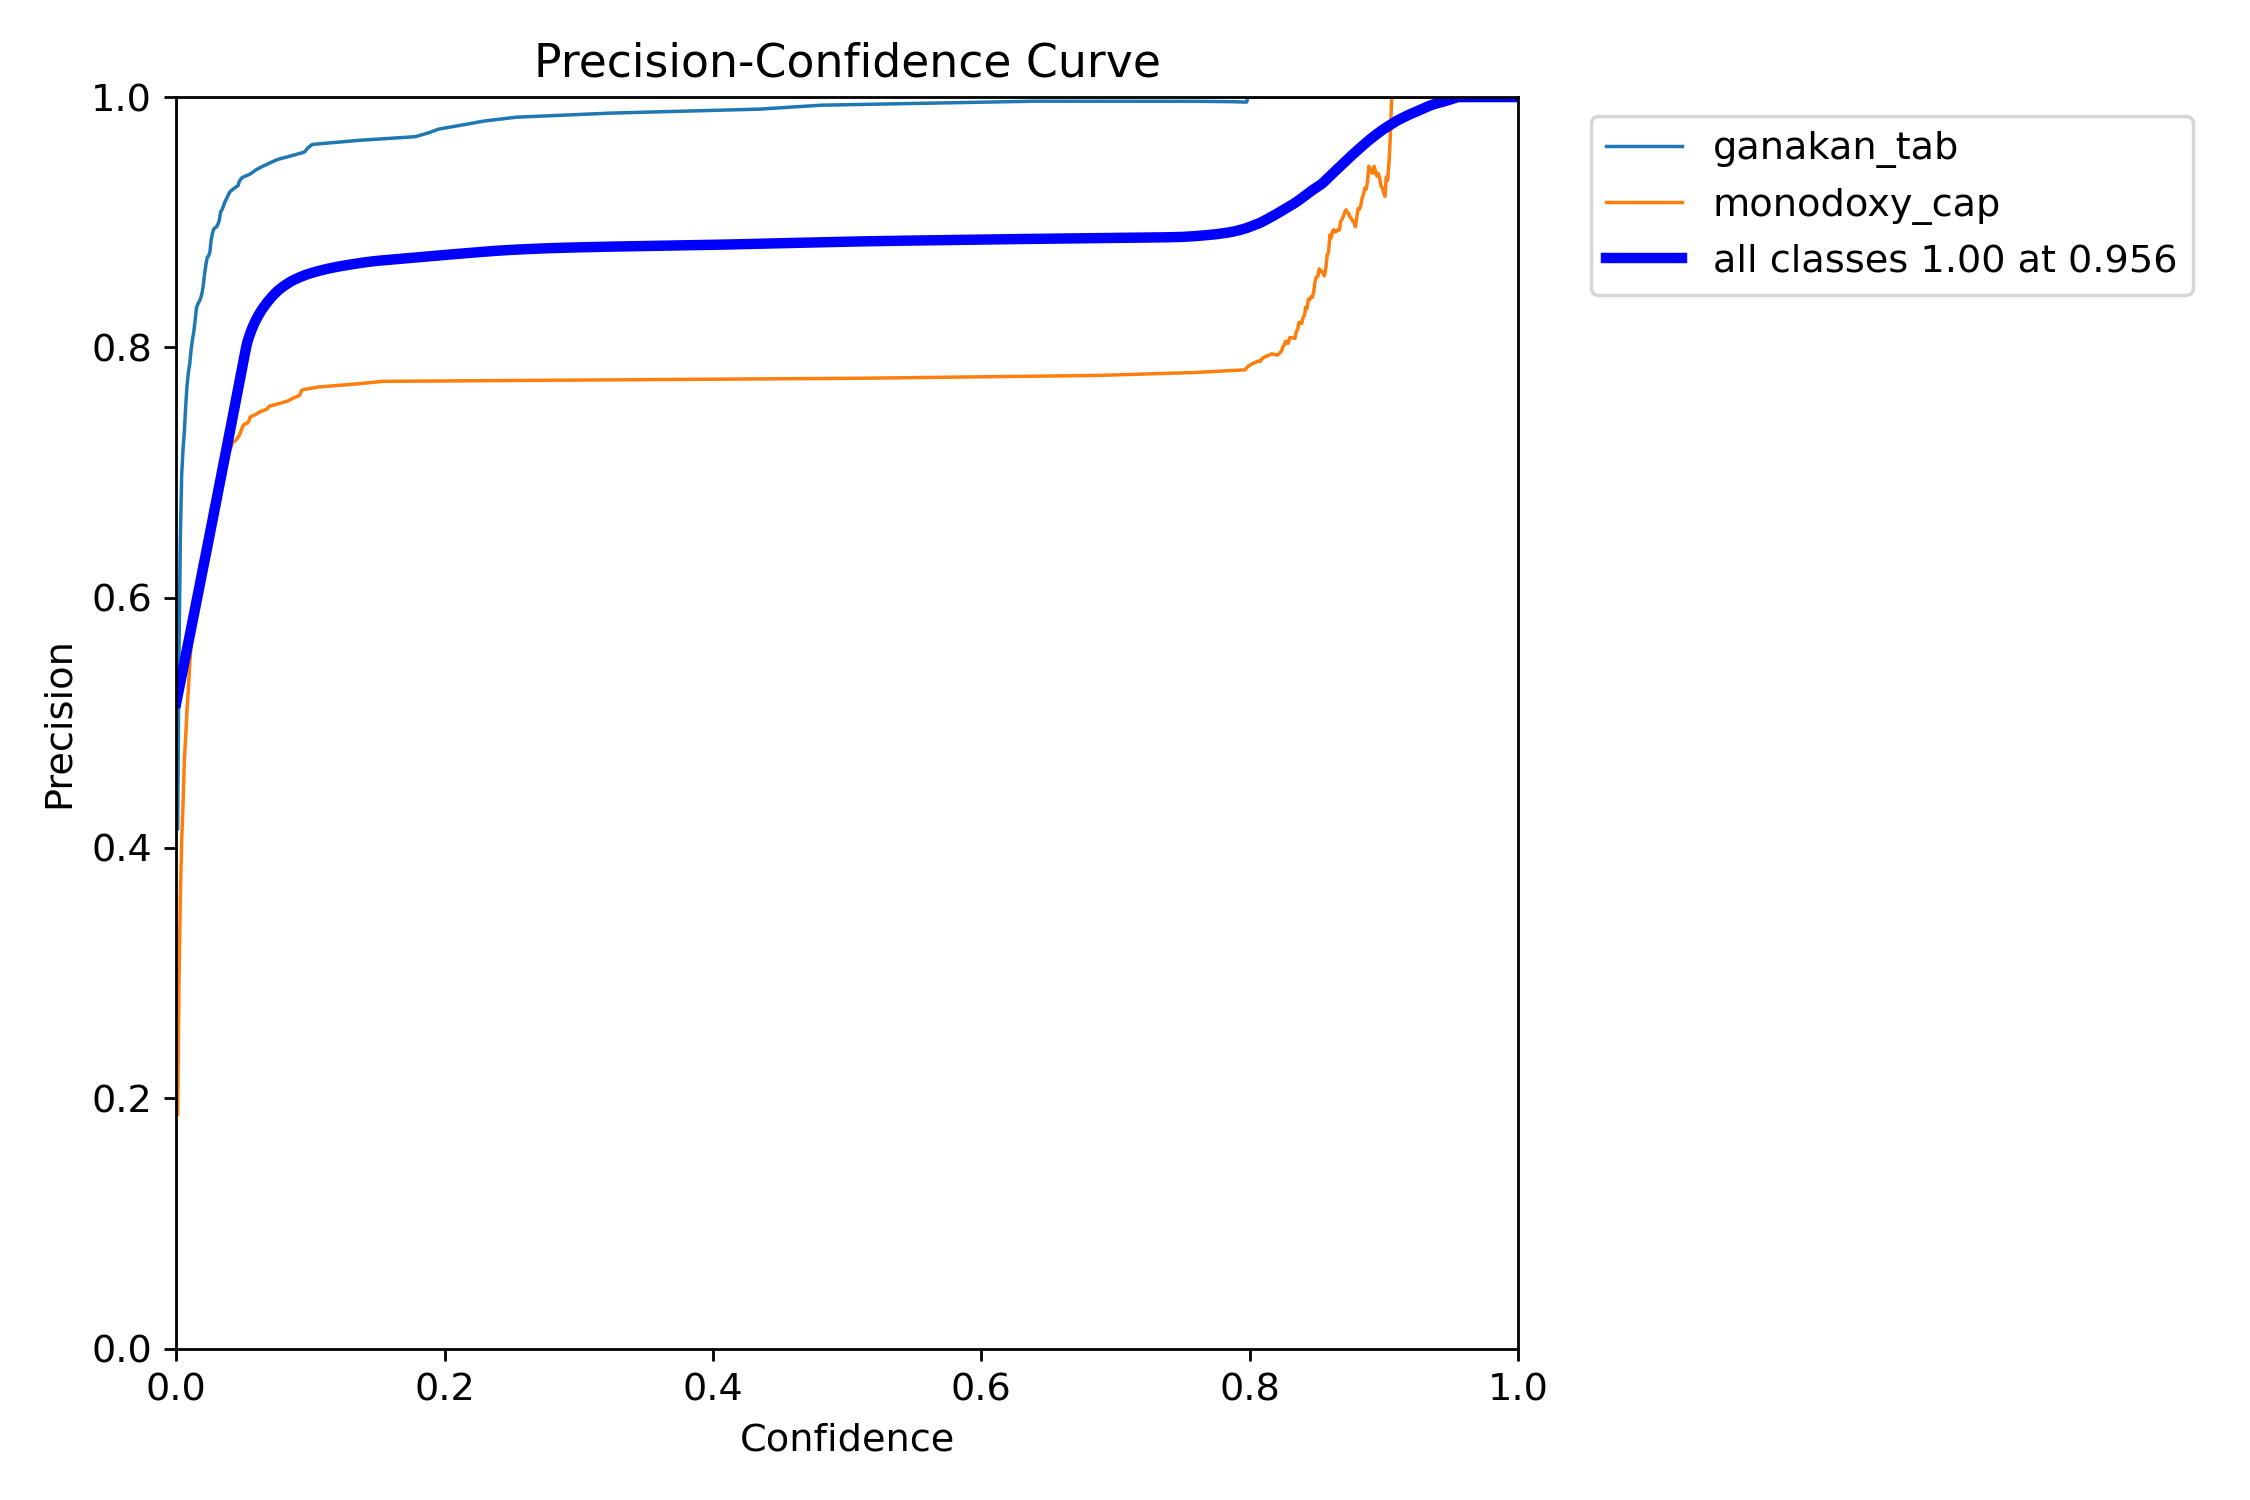 Precision-Confidence Curve
1.0
0.8
0.6
0.4
0.2
0.0
Precision
0.0 0.2 0.4 0.6 0.8 1.0
Confidence
ganakan_tab
monodoxy_cap
all classes 1.00 at 0.956